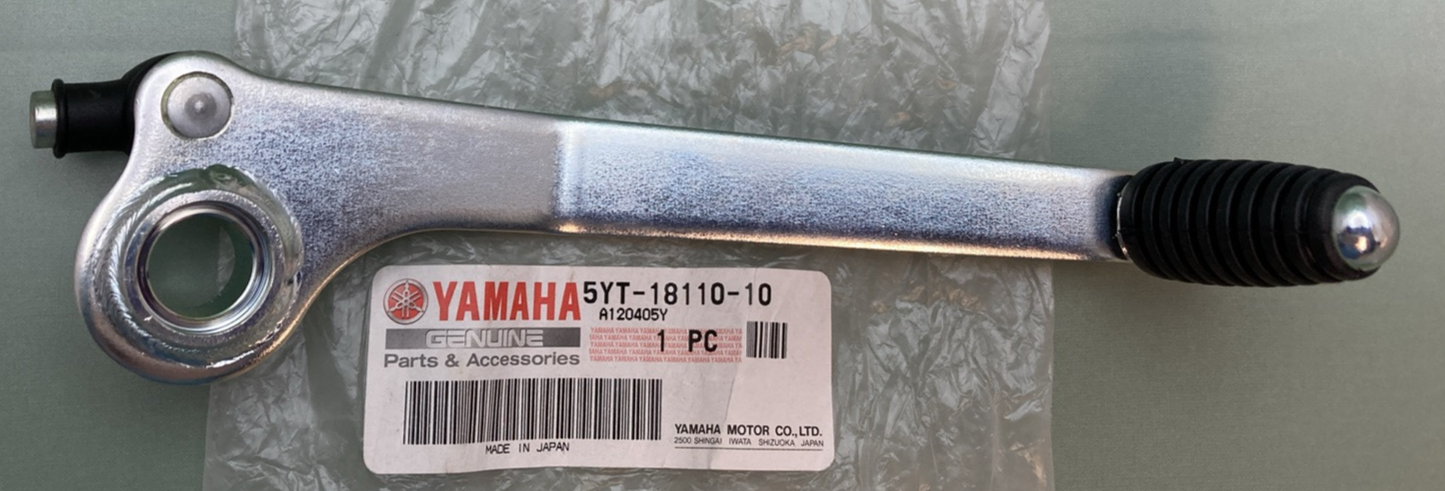 YAMAHA 5YT-18110-10
A120405Y
GENUINE
1 PC
Parts & Accessories
YAMAHA MOTOR CO.,LTD.
2500 SHINGAI IWATA SHIZUOKA JAPAN
MADE IN JAPAN